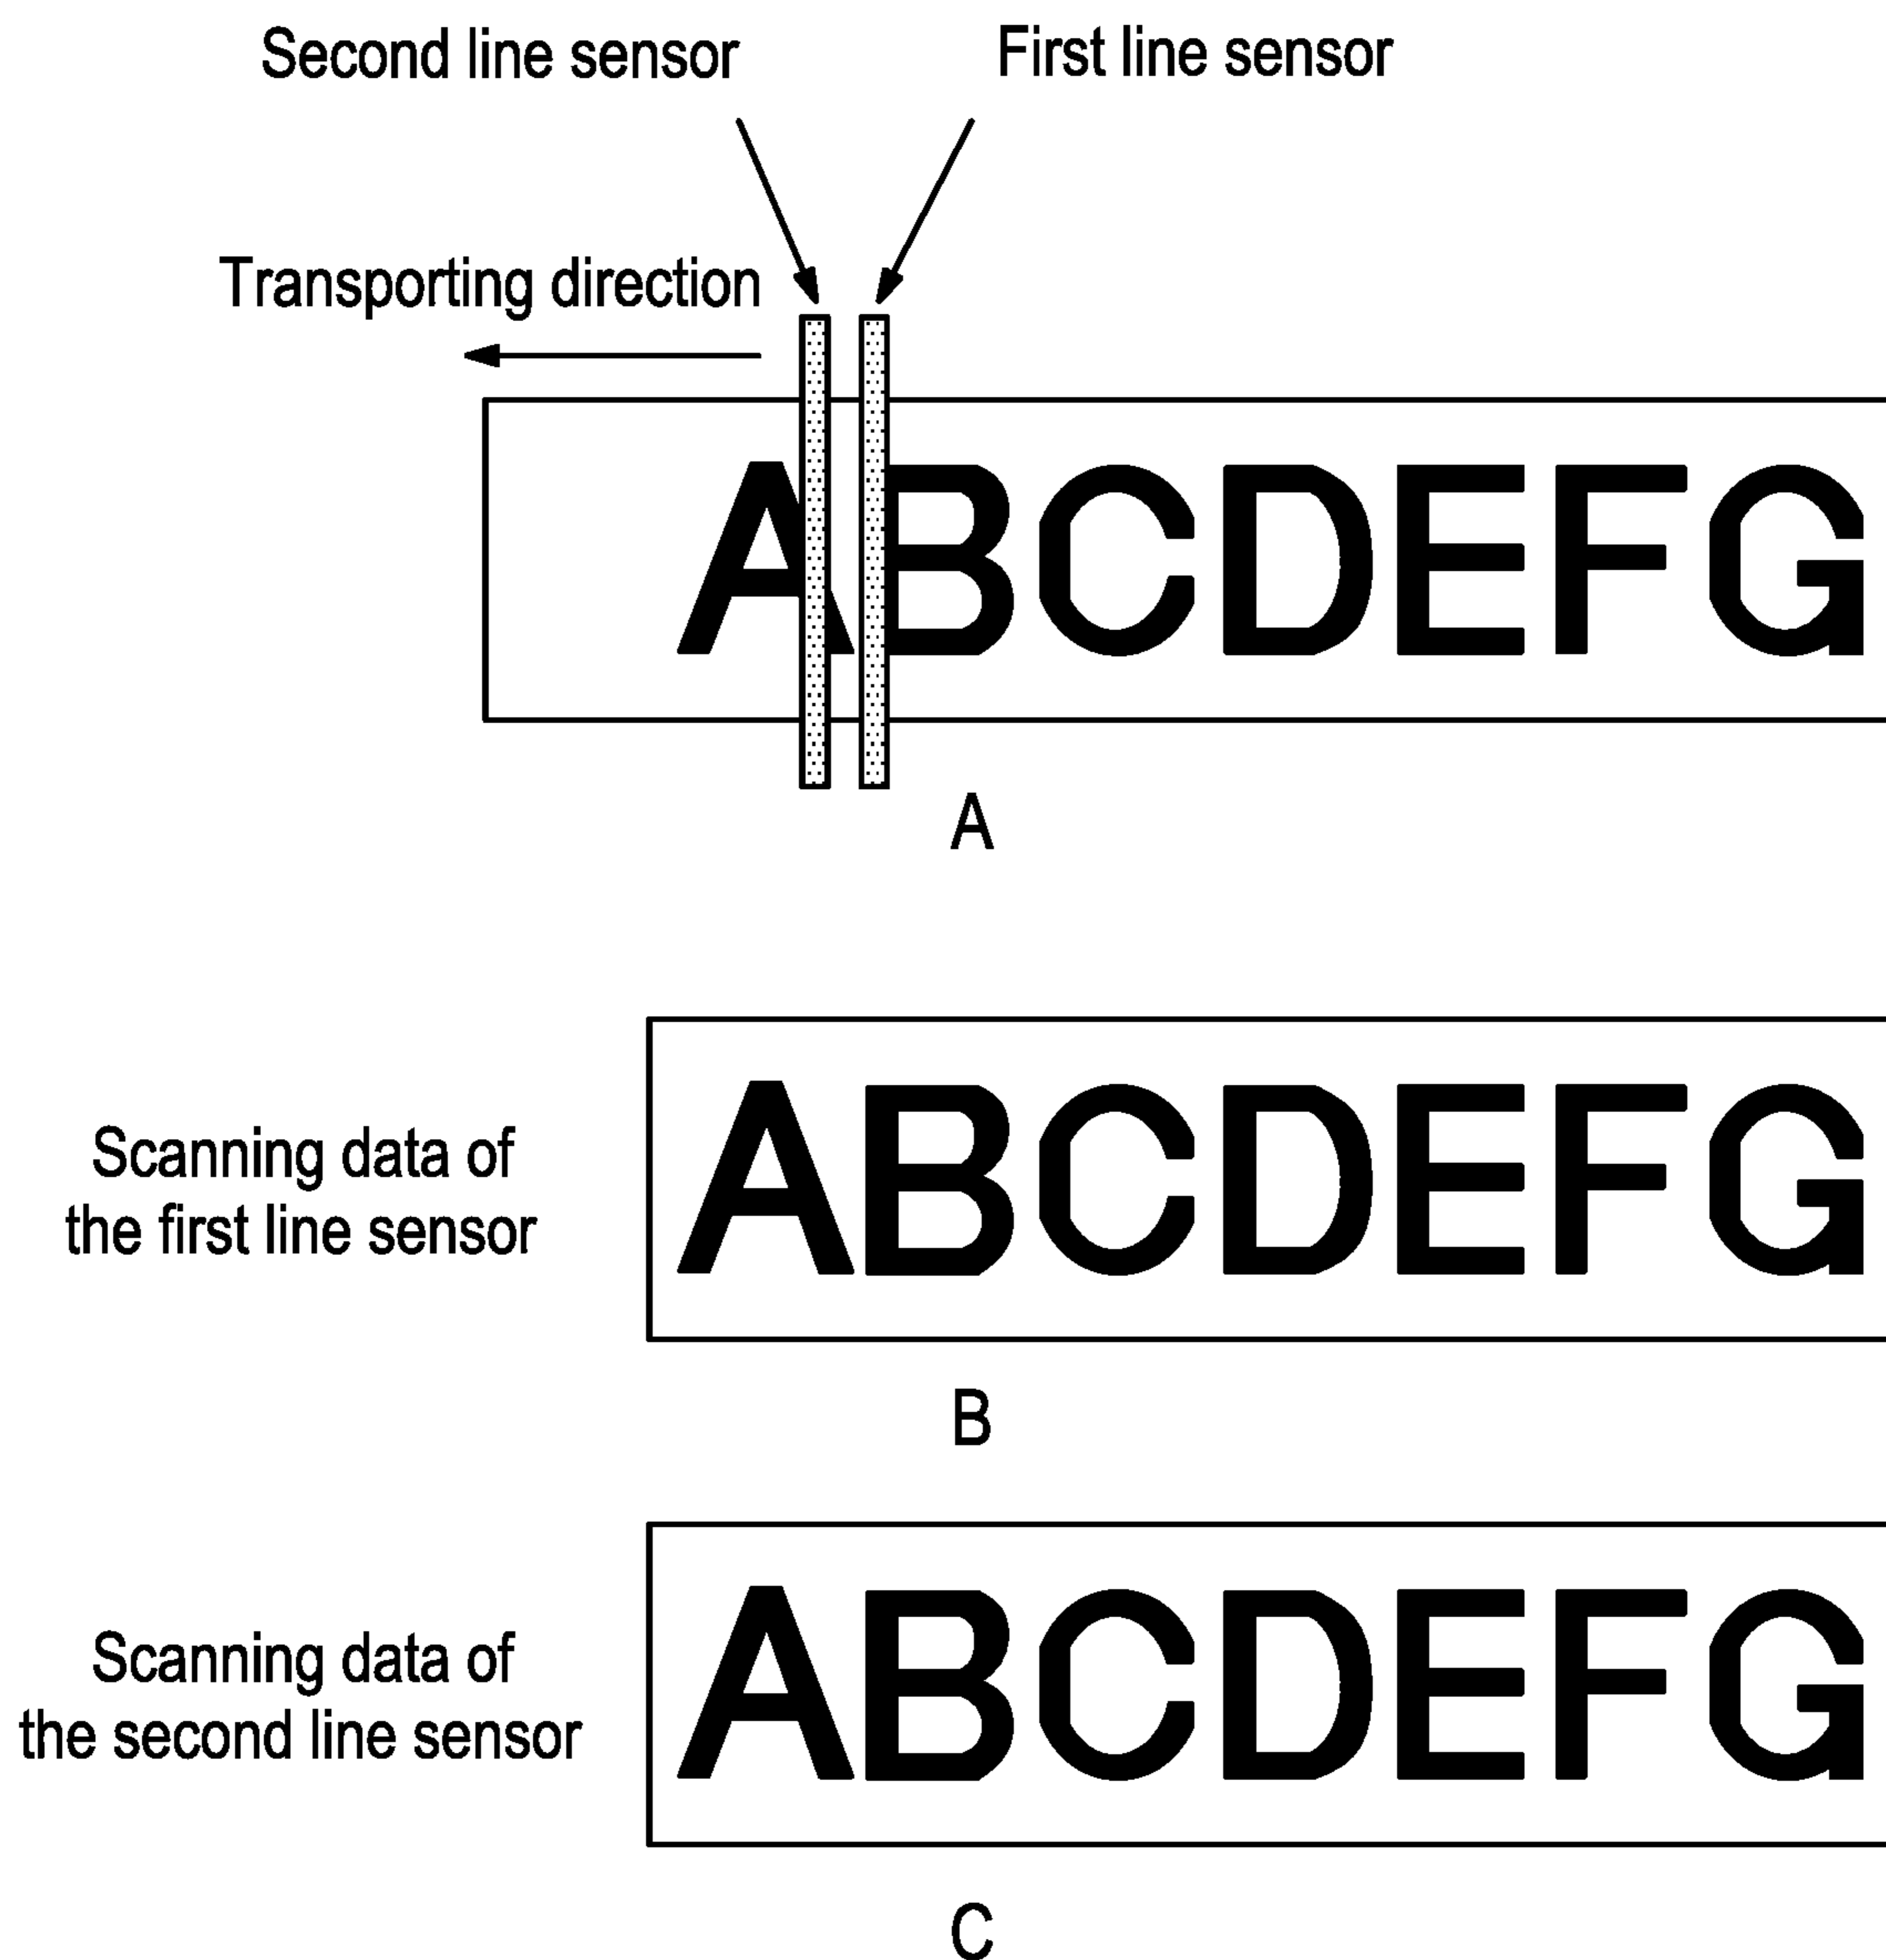 Second line sensor
First line sensor
Transporting direction
ABCDEFG
A
Scanning data of
the first line sensor
ABCDEFG
B
Scanning data of
the second line sensor
ABCDEFG
C